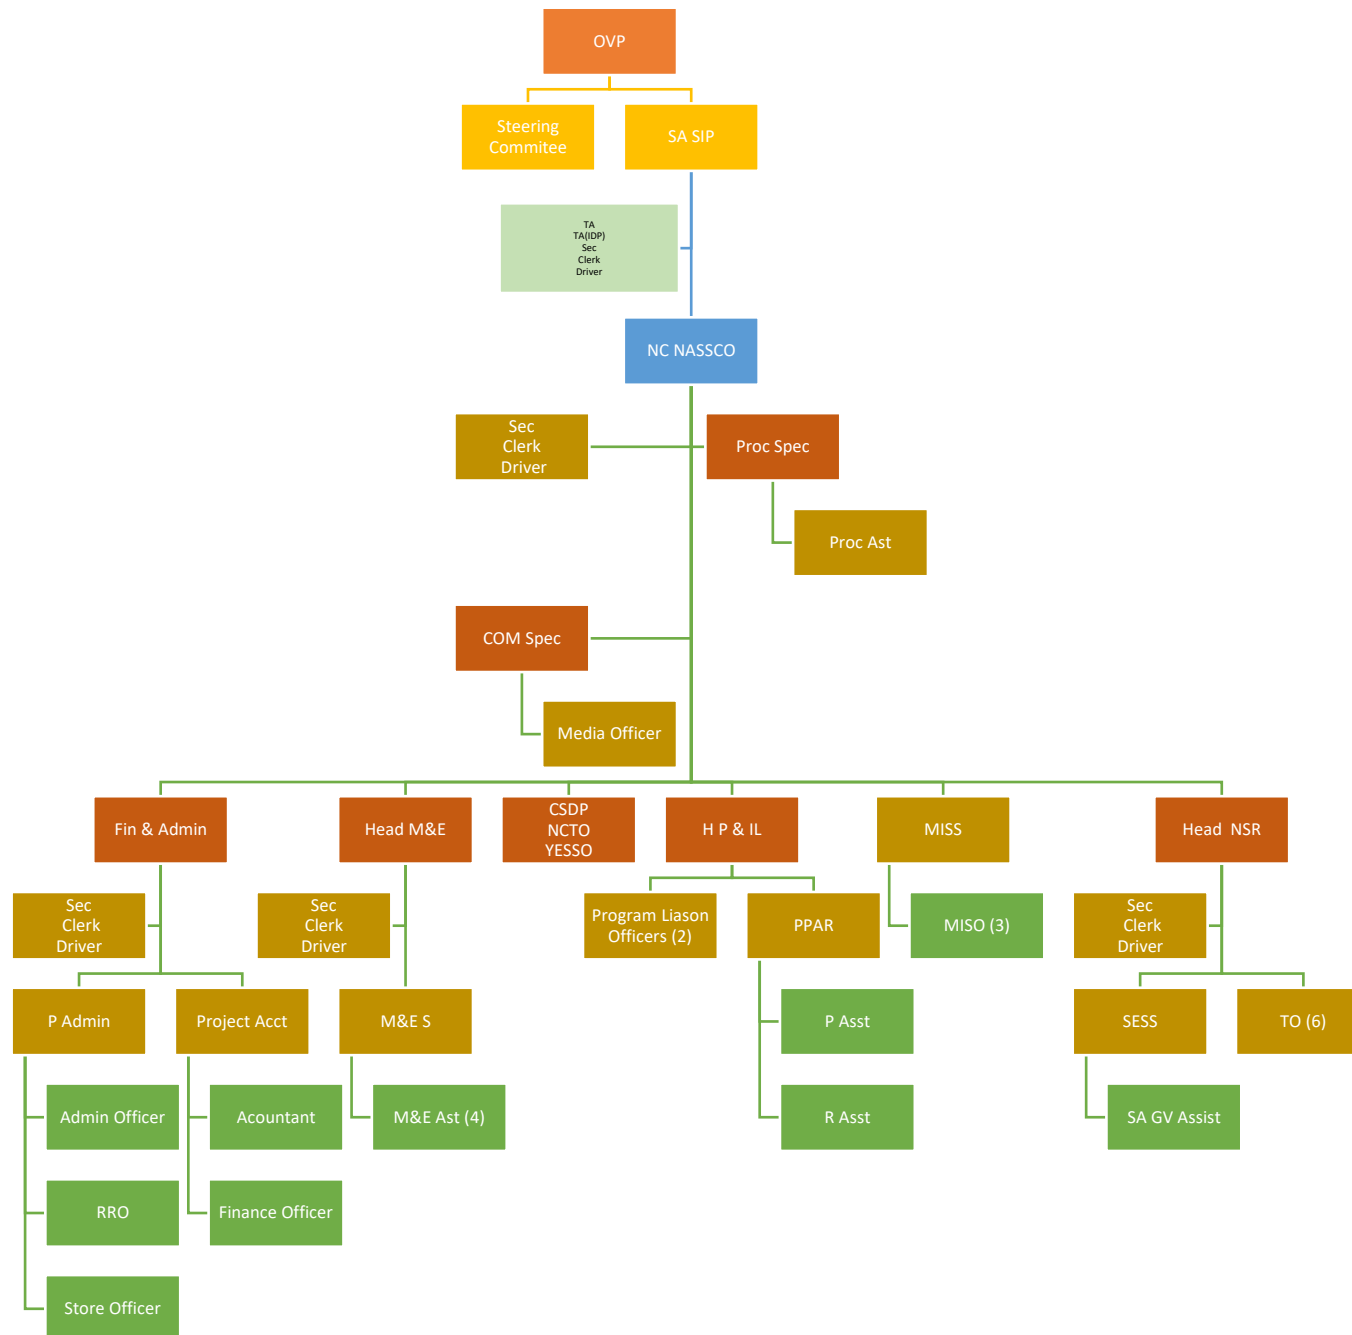 OVP
Steering
Commitee
SA SIP
TA
TA(IDP)
Sec
Clerk
Driver
NC NASSCO
Sec
Clerk
Driver
Proc Spec
Proc Ast
COM Spec
Media Officer
Fin & Admin
Head M&E
CSDP
NCTO
YESSO
H P & IL
MISS
Head  NSR
Sec
Clerk
Driver
Sec
Clerk
Driver
Program Liason
Officers (2)
PPAR
MISO (3)
Sec
Clerk
Driver
P Admin
Project Acct
M&E S
P Asst
SESS
TO (6)
Admin Officer
Acountant
M&E Ast (4)
R Asst
SA GV Assist
RRO
Finance Officer
Store Officer